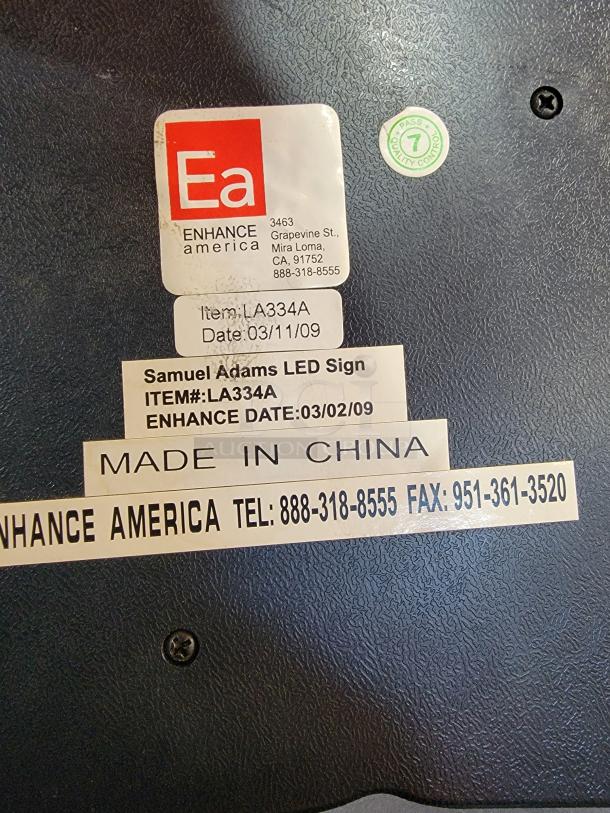 Ea
ENHANCE
america
3463
Grapevine St.,
Mira Loma,
CA, 91752
888-318-8555
PASS
7
QUALITY CONTROL
Item:LA334A
Date:03/11/09
Samuel Adams LED Sign
ITEM#:LA334A
ENHANCE DATE:03/02/09
MADE IN CHINA
NHANCE AMERICA TEL: 888-318-8555 FAX: 951-361-3520